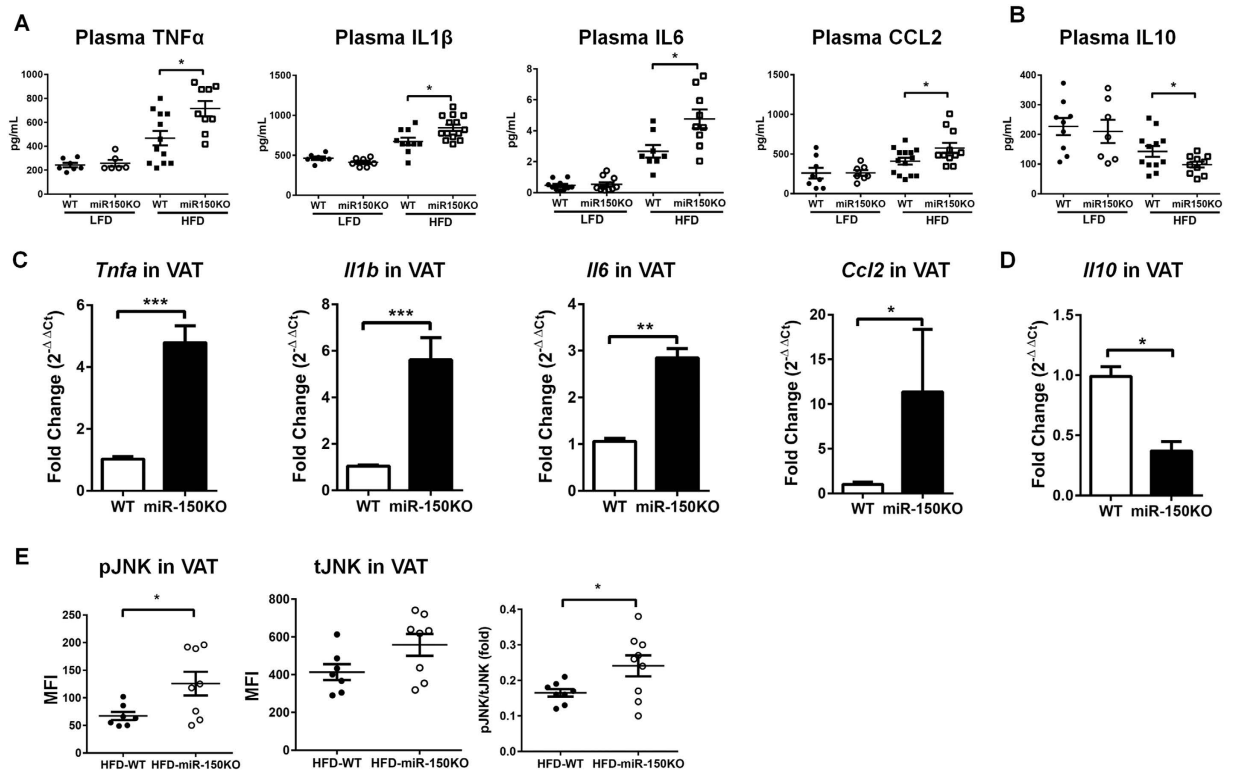 A
B
Plasma TNFα
Plasma IL1β
Plasma IL6
Plasma CCL2
Plasma IL10
pg/mL
1000
800
600
400
200
0
*
WT miR150KO WT miR150KO
LFD HFD
pg/mL
1500
1000
500
0
*
WT miR150KO WT miR150KO
LFD HFD
pg/mL
8
6
4
2
0
*
WT miR150KO WT miR150KO
LFD HFD
pg/mL
1500
1000
500
0
*
WT miR150KO WT miR150KO
LFD HFD
pg/mL
400
300
200
100
0
*
WT miR150KO WT miR150KO
LFD HFD
C
D
Tnfa in VAT
Il1b in VAT
Il6 in VAT
Ccl2 in VAT
Il10 in VAT
Fold Change (2-Δ ΔCt)
6
4
2
0
***
WT miR-150KO
Fold Change (2-Δ ΔCt)
8
6
4
2
0
***
WT miR-150KO
Fold Change (2-Δ ΔCt)
4
3
2
1
0
**
WT miR-150KO
Fold Change (2-Δ ΔCt)
20
15
10
5
0
*
WT miR-150KO
Fold Change (2-Δ ΔCt)
1.5
1.0
0.5
0.0
*
WT miR-150KO
E
pJNK in VAT
tJNK in VAT
MFI
250
200
150
100
50
0
*
HFD-WT HFD-miR-150KO
MFI
800
600
400
200
0
HFD-WT HFD-miR-150KO
pJNK/tJNK (fold)
0.4
0.3
0.2
0.1
0.0
*
HFD-WT HFD-miR-150KO